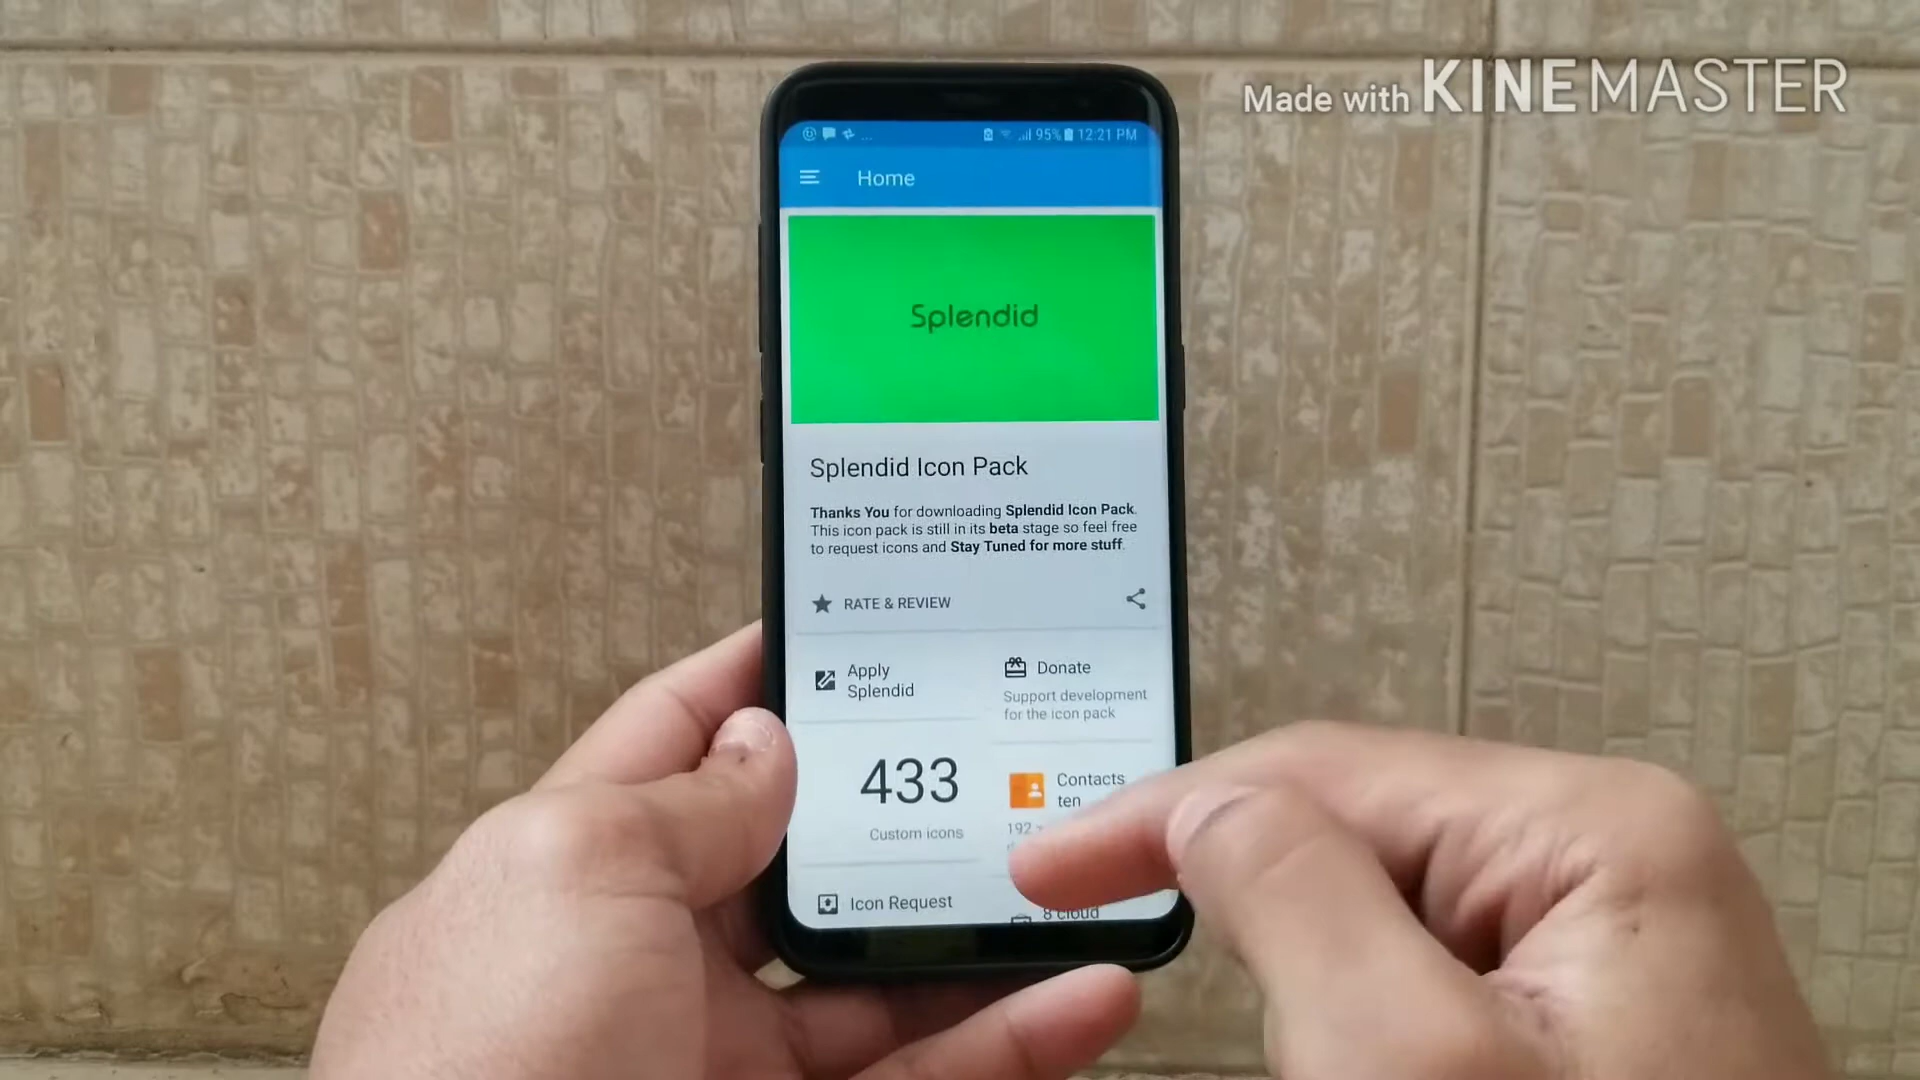 Made with KINEMASTER
... 95% 12:21 PM
Home
Splendid
Splendid Icon Pack
Thanks You for downloading Splendid Icon Pack.
This icon pack is still in its beta stage so feel free
to request icons and Stay Tuned for more stuff.
RATE & REVIEW
Apply
Splendid
Donate
Support development
for the icon pack
433
Custom icons
Contacts
ten
192
Icon Request
8 cloud